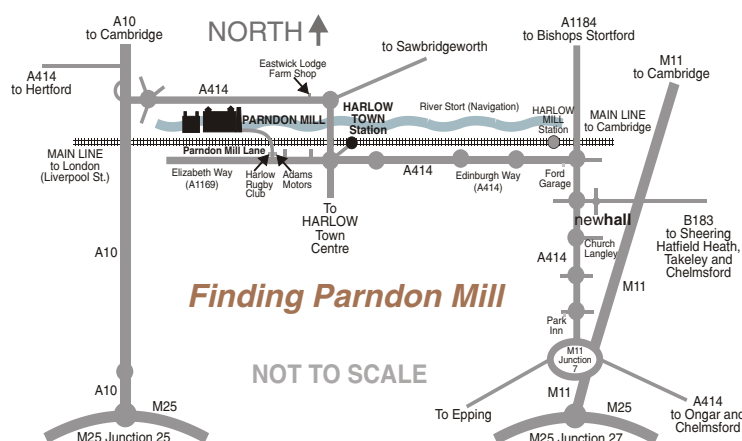 A10
to Cambridge
NORTH
A1184
to Bishops Stortford
to Sawbridgeworth
M11
to Cambridge
A414
to Hertford
Eastwick Lodge
Farm Shop
A414
HARLOW
TOWN
Station
River Stort (Navigation)
HARLOW
MILL
Station
MAIN LINE
to Cambridge
PARNDON MILL
MAIN LINE
to London
(Liverpool St.)
Parndon Mill Lane
Elizabeth Way
(A1169)
Harlow
Rugby
Club
Adams
Motors
A414
Edinburgh Way
(A414)
Ford
Garage
To
HARLOW
Town
Centre
newhall
B183
to Sheering
Hatfield Heath,
Takeley and
Chelmsford
Church
Langley
A10
A414
M11
Finding Parndon Mill
Park
Inn
NOT TO SCALE
M11
Junction
7
A10
M25
To Epping
M11
M25
A414
to Ongar and
Chelmsford
M25 Junction 25
M25 Junction 27